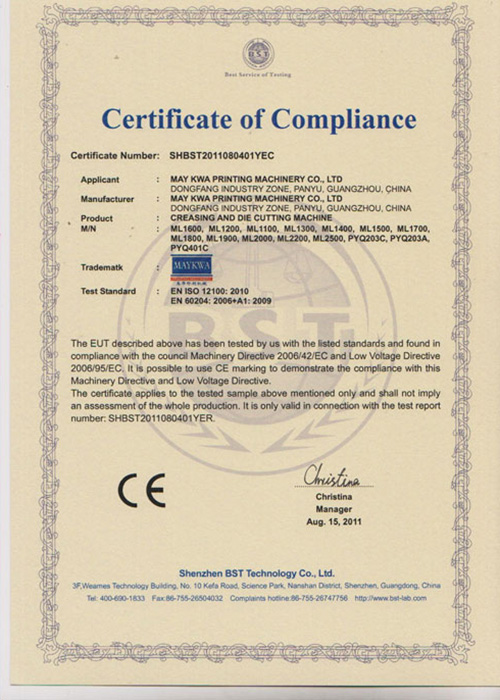 BST
Best Service of Testing
Certificate of Compliance
Certificate Number: SHBST2011080401YEC
Applicant : MAY KWA PRINTING MACHINERY CO., LTD
DONGFANG INDUSTRY ZONE, PANYU, GUANGZHOU, CHINA
Manufacturer : MAY KWA PRINTING MACHINERY CO., LTD
DONGFANG INDUSTRY ZONE, PANYU, GUANGZHOU, CHINA
Product : CREASING AND DIE CUTTING MACHINE
M/N : ML1600, ML1200, ML1100, ML1300, ML1400, ML1500, ML1700,
ML1800, ML1900, ML2000, ML2200, ML2500, PYQ203C, PYQ203A,
PYQ401C
Tradematk : MAYKWA
Test Standard : EN ISO 12100: 2010
EN 60204: 2006+A1: 2009
BST
The EUT described above has been tested by us with the listed standards and found in
compliance with the council Machinery Directive 2006/42/EC and Low Voltage Directive
2006/95/EC. It is possible to use CE marking to demonstrate the compliance with this
Machinery Directive and Low Voltage Directive.
The certificate applies to the tested sample above mentioned only and shall not imply
an assessment of the whole production. It is only valid in connection with the test report
number: SHBST2011080401YER.
CE
Christina
Christina
Manager
Aug. 15, 2011
Shenzhen BST Technology Co., Ltd.
3F,Weames Technology Building, No. 10 Kefa Road, Science Park, Nanshan District, Shenzhen, Guangdong, China
Tel: 400-690-1833 Fax:86-755-26504032 Complaints hotline:86-755-26747756 http://www.bst-lab.com